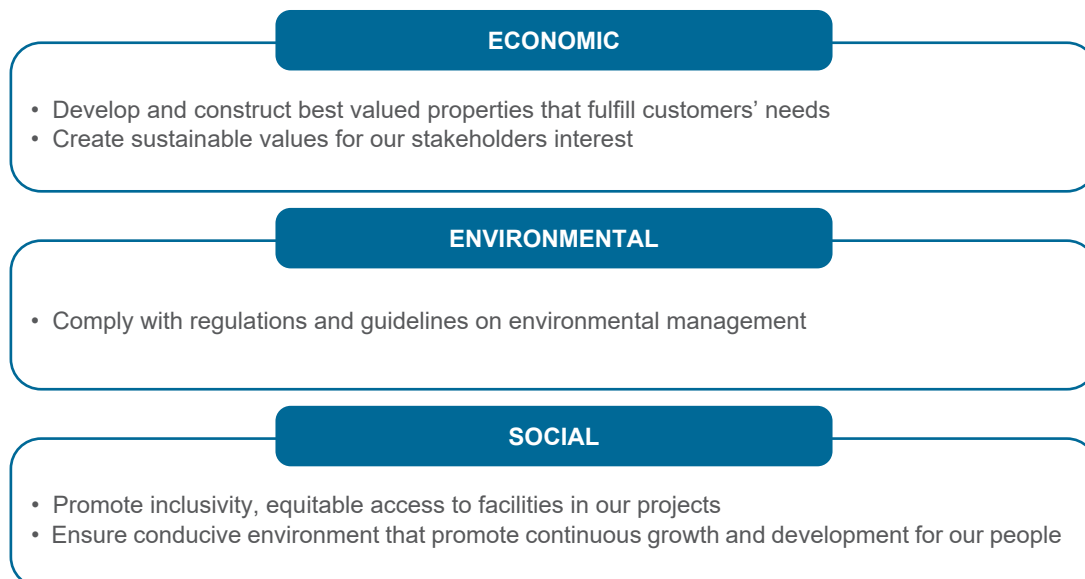 ECONOMIC
• Develop and construct best valued properties that fulfill customers’ needs
• Create sustainable values for our stakeholders interest
ENVIRONMENTAL
• Comply with regulations and guidelines on environmental management
SOCIAL
• Promote inclusivity, equitable access to facilities in our projects
• Ensure conducive environment that promote continuous growth and development for our people